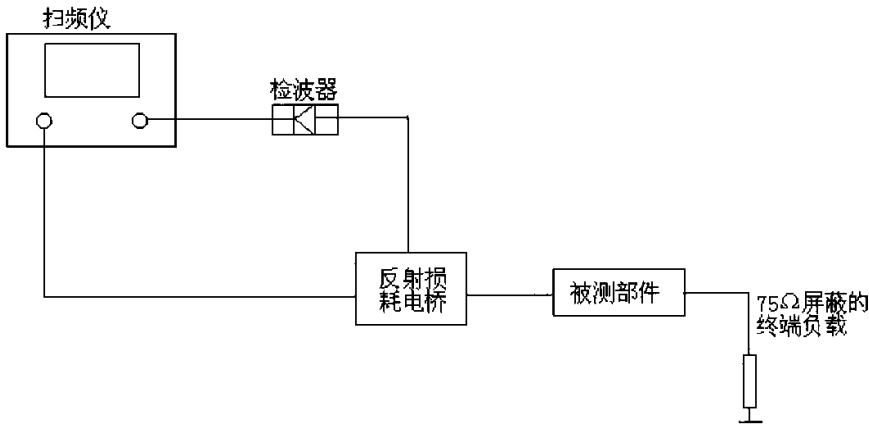 扫频仪
检波器
反射损
耗电桥
被测部件
75Ω屏蔽的
终端负载